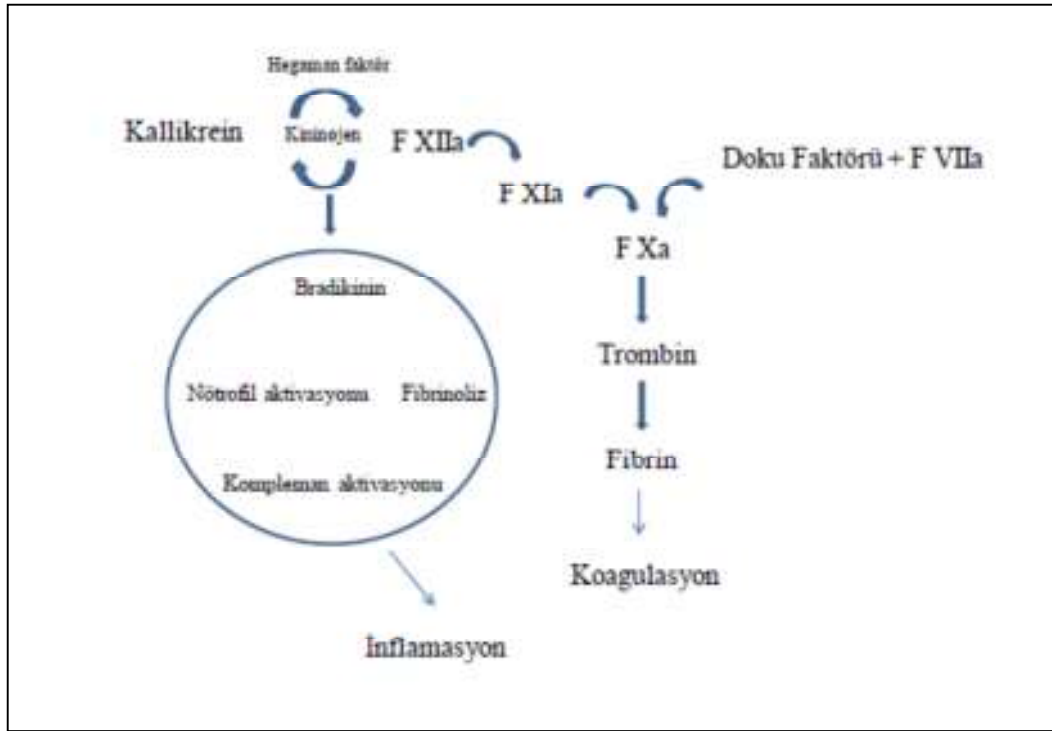 Hegaman faktör
Kallikrein
Kininojen
F XIIa
Doku Faktörü + F VIIa
F XIa
F Xa
Bradikinin
Trombin
Nötrofil aktivasyonu
Fibrinoliz
Fibrin
Kompleman aktivasyonu
Koagulasyon
İnflamasyon